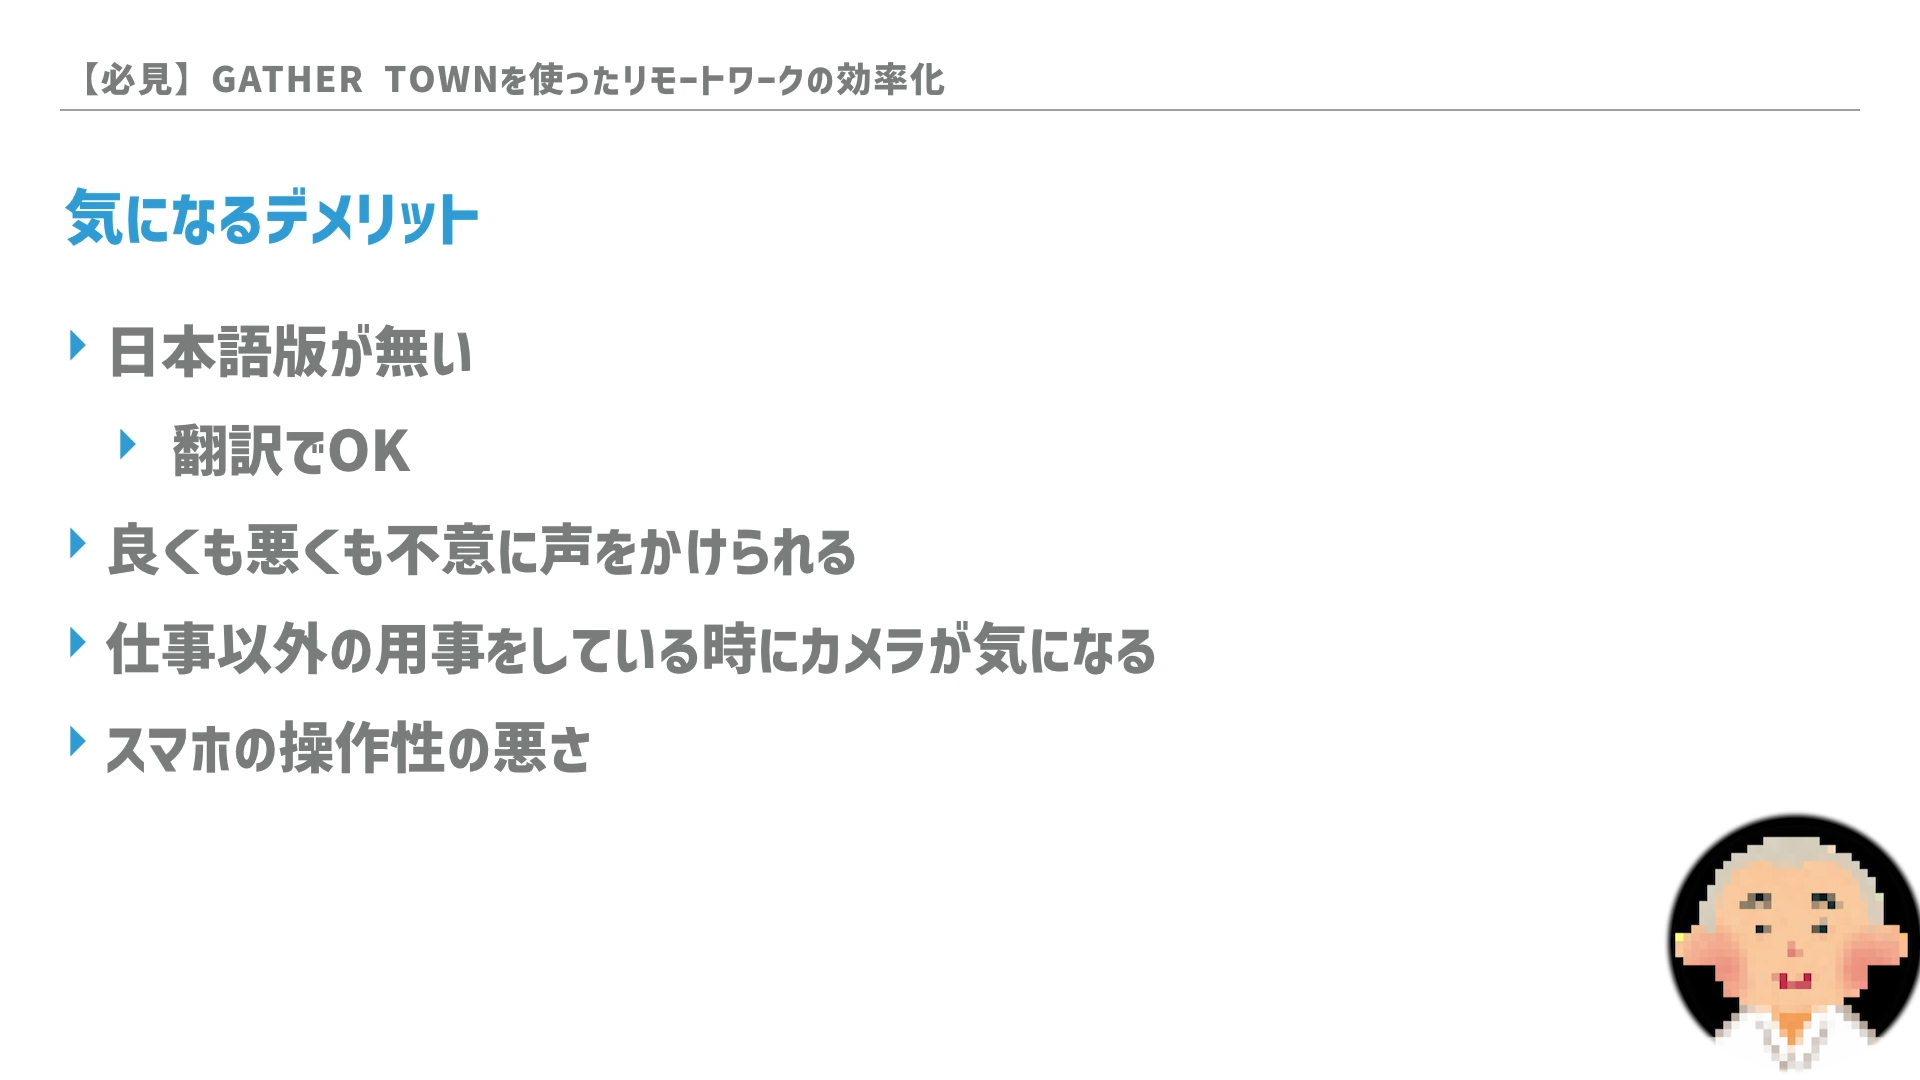 【必見】GATHER TOWNを使ったリモートワークの効率化
気になるデメリット
日本語版が無い
翻訳でOK
良くも悪くも不意に声をかけられる
仕事以外の用事をしている時にカメラが気になる
スマホの操作性の悪さ